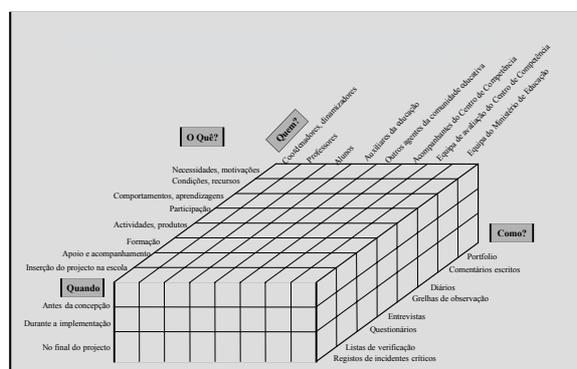 O Quê?
Quem?
Coordenadores, dinamizadores
Professores
Alunos
Auxiliares da educação
Outros agentes da comunidade educativa
Acompanhantes do Centro de Competência
Equipa de avaliação do Centro de Competência
Equipa do Ministério de Educação
Necessidades, motivações
Condições, recursos
Comportamentos, aprendizagens
Participação
Actividades, produtos
Formação
Apoio e acompanhamento
Inserção do projecto na escola
Quando
Antes da concepção
Durante a implementação
No final do projecto
Como?
Portfolio
Comentários escritos
Diários
Grelhas de observação
Entrevistas
Questionários
Listas de verificação
Registos de incidentes críticos